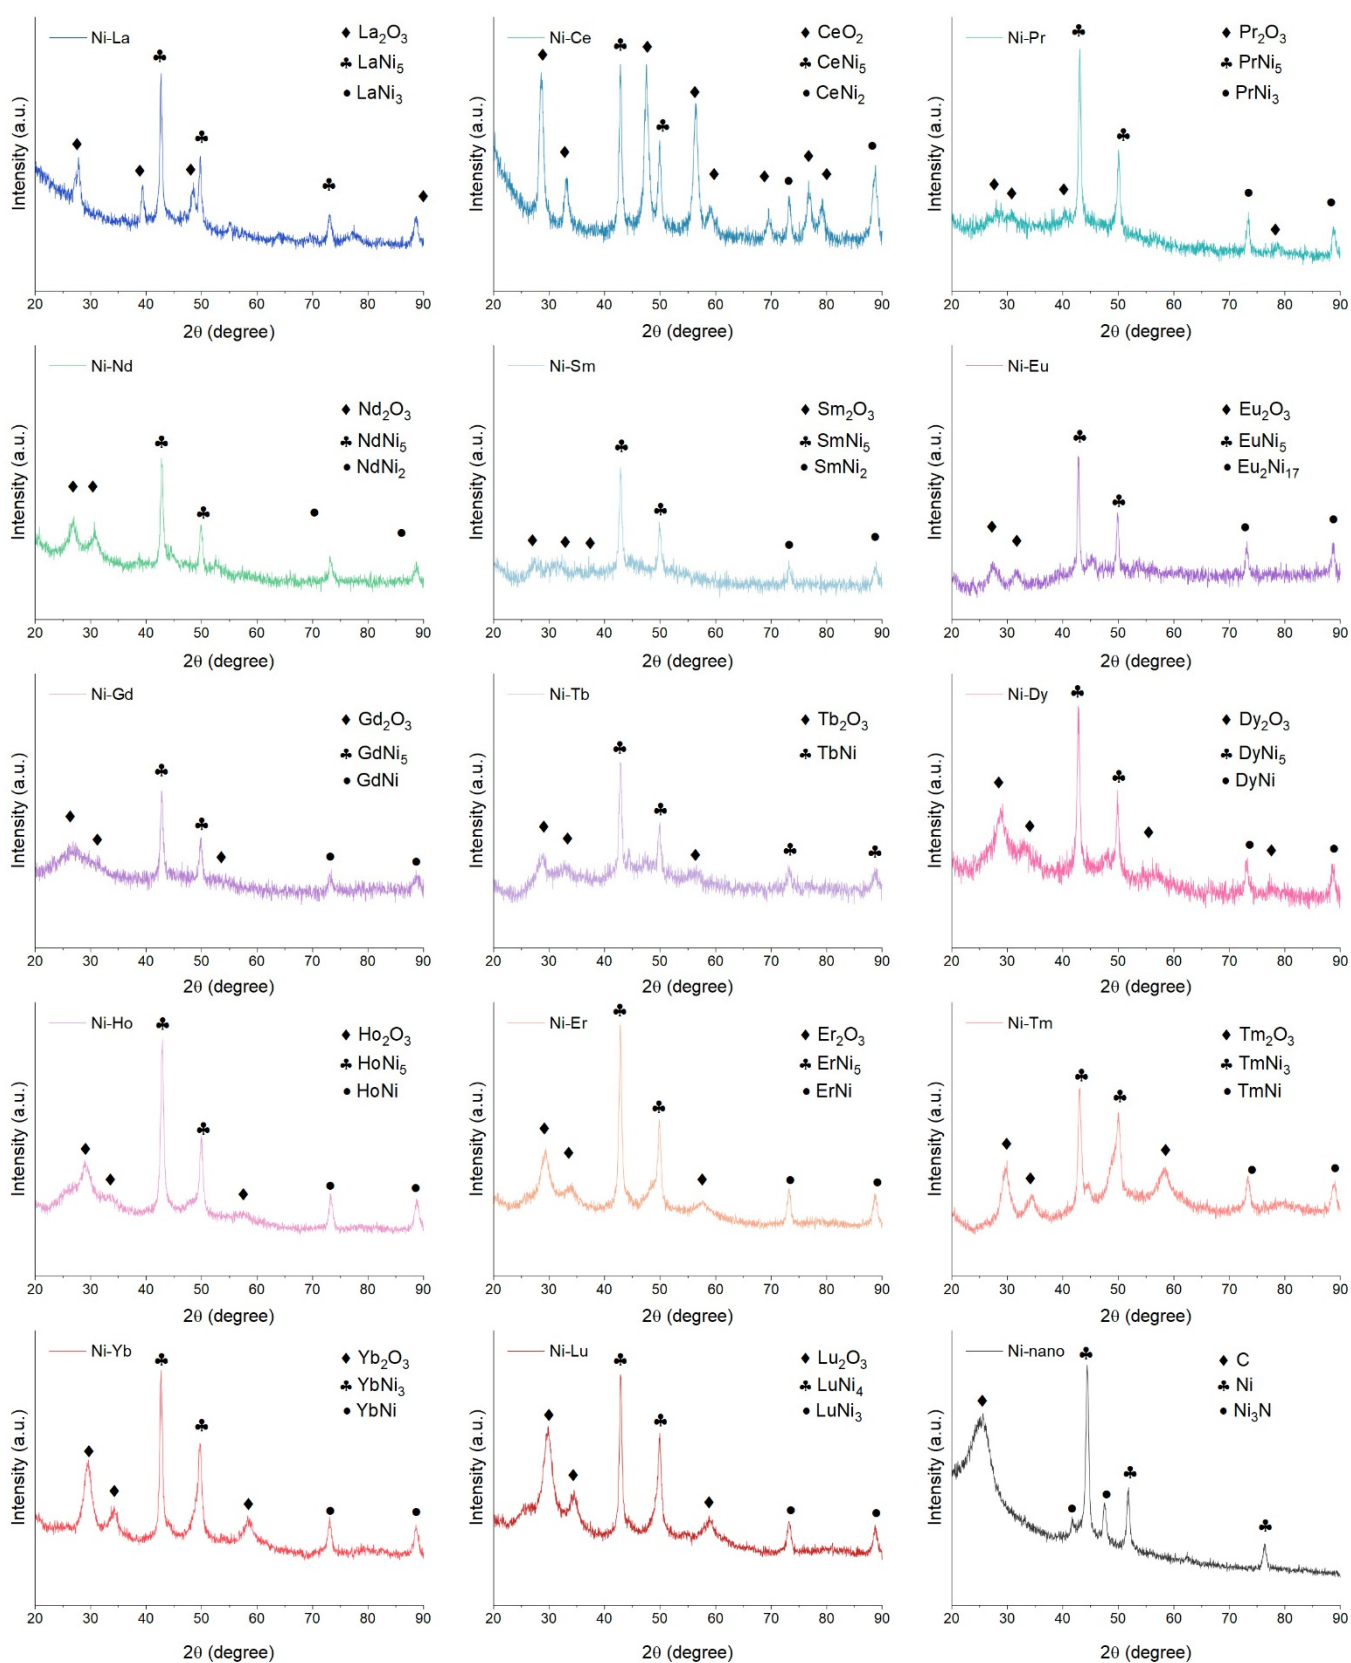 Ni-La
♦ La₂O₃
♣ LaNi₅
● LaNi₃
Intensity (a.u.)
20 30 40 50 60 70 80 90
2θ (degree)
Ni-Ce
♦ CeO₂
♣ CeNi₅
● CeNi₂
Intensity (a.u.)
20 30 40 50 60 70 80 90
2θ (degree)
Ni-Pr
♦ Pr₂O₃
♣ PrNi₅
● PrNi₃
Intensity (a.u.)
20 30 40 50 60 70 80 90
2θ (degree)
Ni-Nd
♦ Nd₂O₃
♣ NdNi₅
● NdNi₂
Intensity (a.u.)
20 30 40 50 60 70 80 90
2θ (degree)
Ni-Sm
♦ Sm₂O₃
♣ SmNi₅
● SmNi₂
Intensity (a.u.)
20 30 40 50 60 70 80 90
2θ (degree)
Ni-Eu
♦ Eu₂O₃
♣ EuNi₅
● Eu₂Ni₁₇
Intensity (a.u.)
20 30 40 50 60 70 80 90
2θ (degree)
Ni-Gd
♦ Gd₂O₃
♣ GdNi₅
● GdNi
Intensity (a.u.)
20 30 40 50 60 70 80 90
2θ (degree)
Ni-Tb
♦ Tb₂O₃
♣ TbNi
Intensity (a.u.)
20 30 40 50 60 70 80 90
2θ (degree)
Ni-Dy
♦ Dy₂O₃
♣ DyNi₅
● DyNi
Intensity (a.u.)
20 30 40 50 60 70 80 90
2θ (degree)
Ni-Ho
♦ Ho₂O₃
♣ HoNi₅
● HoNi
Intensity (a.u.)
20 30 40 50 60 70 80 90
2θ (degree)
Ni-Er
♦ Er₂O₃
♣ ErNi₅
● ErNi
Intensity (a.u.)
20 30 40 50 60 70 80 90
2θ (degree)
Ni-Tm
♦ Tm₂O₃
♣ TmNi₃
● TmNi
Intensity (a.u.)
20 30 40 50 60 70 80 90
2θ (degree)
Ni-Yb
♦ Yb₂O₃
♣ YbNi₃
● YbNi
Intensity (a.u.)
20 30 40 50 60 70 80 90
2θ (degree)
Ni-Lu
♦ Lu₂O₃
♣ LuNi₄
● LuNi₃
Intensity (a.u.)
20 30 40 50 60 70 80 90
2θ (degree)
Ni-nano
♦ C
♣ Ni
● Ni₃N
Intensity (a.u.)
20 30 40 50 60 70 80 90
2θ (degree)